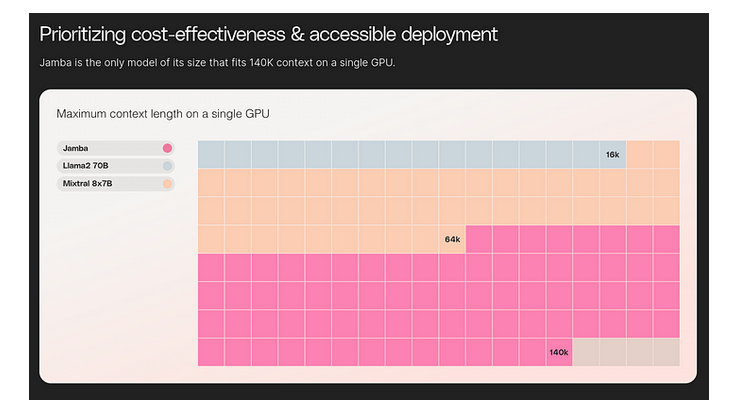 Prioritizing cost-effectiveness & accessible deployment
Jamba is the only model of its size that fits 140K context on a single GPU.
Maximum context length on a single GPU
Jamba
Llama2 70B
Mixtral 8x7B
16k
64k
140k